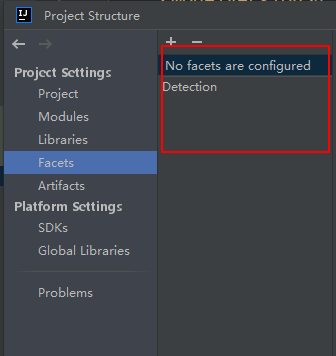 Project Structure
Project Settings
Project
Modules
Libraries
Facets
Artifacts
Platform Settings
SDKs
Global Libraries
Problems
No facets are configured
Detection